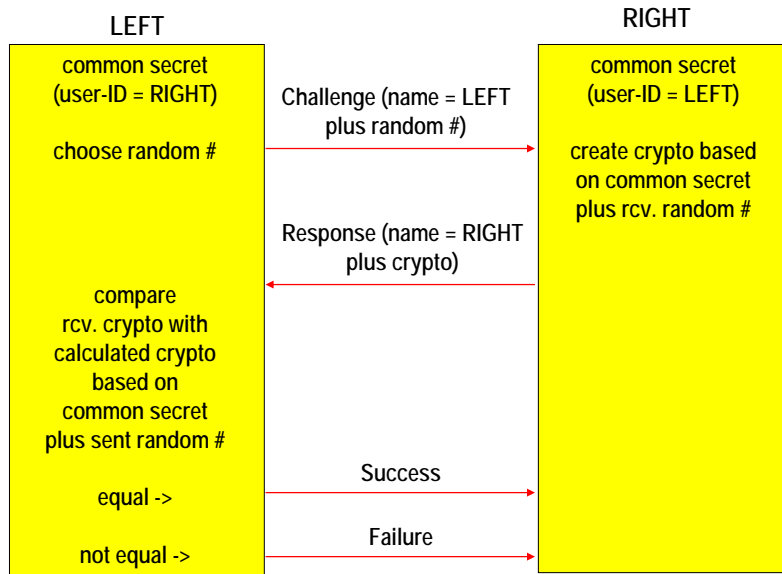 LEFT
RIGHT
common secret
(user-ID = RIGHT)
choose random #
Challenge (name = LEFT
plus random #)
common secret
(user-ID = LEFT)
create crypto based
on common secret
plus rcv. random #
Response (name = RIGHT
plus crypto)
compare
rcv. crypto with
calculated crypto
based on
common secret
plus sent random #
equal ->
Success
not equal ->
Failure